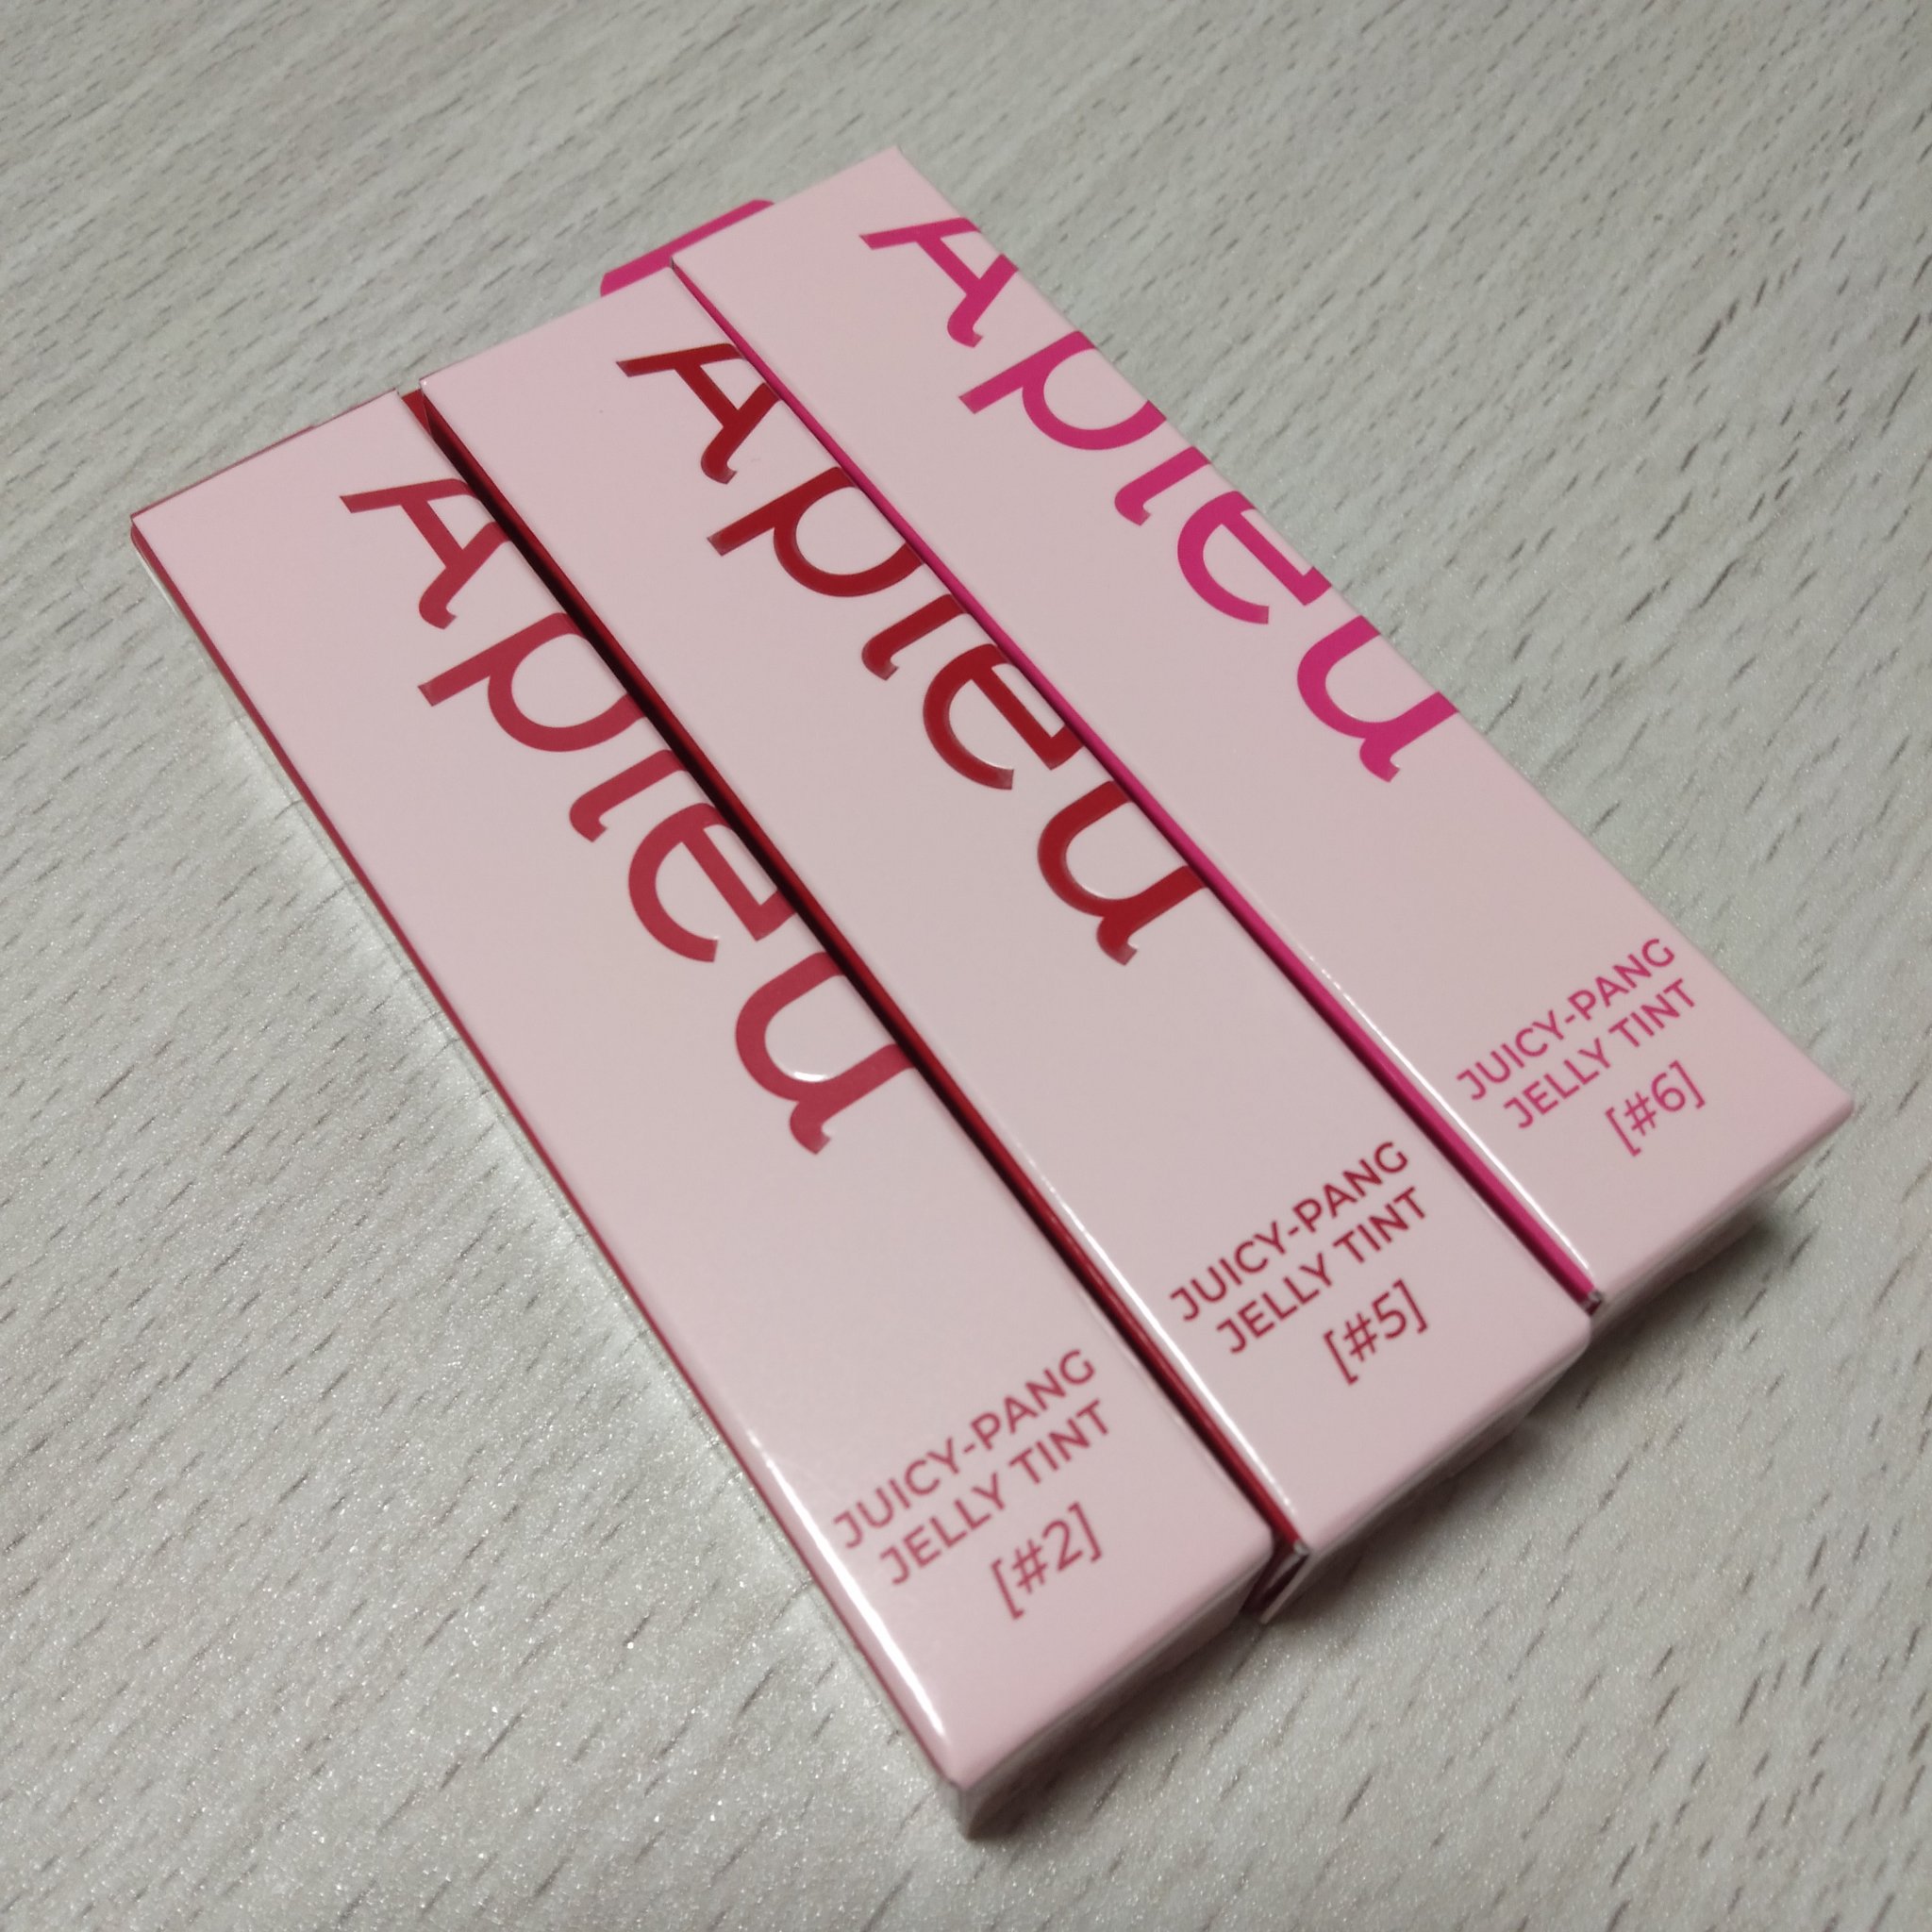 Apieu
JUICY-PANG
JELLY TINT
[#2]
Apieu
JUICY-PANG
JELLY TINT
[#5]
Apieu
JUICY-PANG
JELLY TINT
[#6]